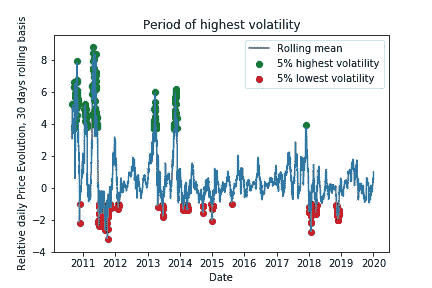 Period of highest volatility
Relative daily Price Evolution, 30 days rolling basis
Rolling mean
5% highest volatility
5% lowest volatility
8
6
4
2
0
−2
−4
2011 2012 2013 2014 2015 2016 2017 2018 2019 2020
Date